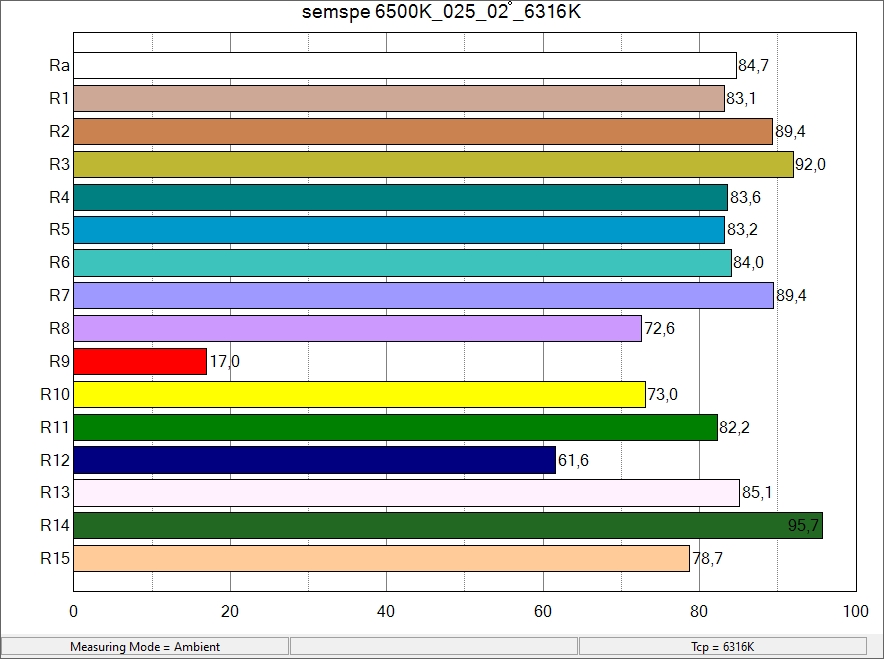 semspe 6500K_025_02°_6316K
Ra 84,7
R1 83,1
R2 89,4
R3 92,0
R4 83,6
R5 83,2
R6 84,0
R7 89,4
R8 72,6
R9 17,0
R10 73,0
R11 82,2
R12 61,6
R13 85,1
R14 95,7
R15 78,7
0 20 40 60 80 100
Measuring Mode = Ambient Tcp = 6316K